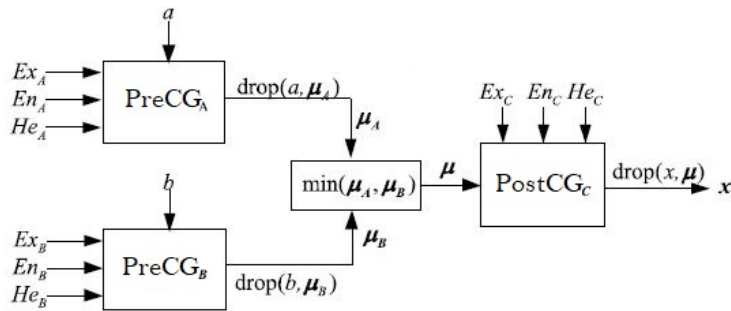 a
Ex_A
En_A
He_A
PreCG_A
drop(a, μ_A)
μ_A
Ex_C En_C He_C
b
min(μ_A, μ_B)
μ
PostCG_C
drop(x, μ)
x
μ_B
Ex_B
En_B
He_B
PreCG_B
drop(b, μ_B)